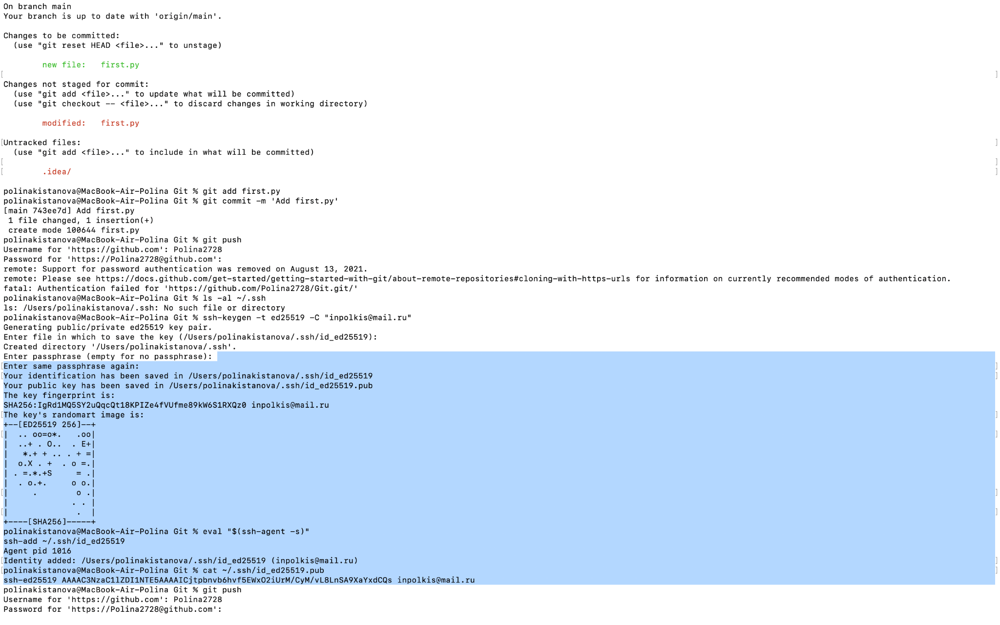 On branch main
Your branch is up to date with 'origin/main'.
Changes to be committed:
  (use "git reset HEAD <file>..." to unstage)
        new file:   first.py
[ ]
Changes not staged for commit:
  (use "git add <file>..." to update what will be committed)
  (use "git checkout -- <file>..." to discard changes in working directory)
        modified:   first.py
[Untracked files: ]
  (use "git add <file>..." to include in what will be committed)
[ ]
[        .idea/ ]
polinakistanova@MacBook-Air-Polina Git % git add first.py
polinakistanova@MacBook-Air-Polina Git % git commit -m 'Add first.py'
[main 743ee7d] Add first.py
 1 file changed, 1 insertion(+)
 create mode 100644 first.py
polinakistanova@MacBook-Air-Polina Git % git push
Username for 'https://github.com': Polina2728
Password for 'https://Polina2728@github.com':
remote: Support for password authentication was removed on August 13, 2021.
remote: Please see https://docs.github.com/get-started/getting-started-with-git/about-remote-repositories#cloning-with-https-urls for information on currently recommended modes of authentication.
fatal: Authentication failed for 'https://github.com/Polina2728/Git.git/'
polinakistanova@MacBook-Air-Polina Git % ls -al ~/.ssh
ls: /Users/polinakistanova/.ssh: No such file or directory
polinakistanova@MacBook-Air-Polina Git % ssh-keygen -t ed25519 -C "inpolkis@mail.ru"
Generating public/private ed25519 key pair.
Enter file in which to save the key (/Users/polinakistanova/.ssh/id_ed25519):
Created directory '/Users/polinakistanova/.ssh'.
Enter passphrase (empty for no passphrase):
[Enter same passphrase again: ]
[Your identification has been saved in /Users/polinakistanova/.ssh/id_ed25519 ]
Your public key has been saved in /Users/polinakistanova/.ssh/id_ed25519.pub
The key fingerprint is:
SHA256:IgRd1MQ5SY2uQqcQt18KPIZe4fVUfme89kW6S1RXQz0 inpolkis@mail.ru
[The key's randomart image is: ]
+--[ED25519 256]--+
[|  .. oo=o*.   .oo| ]
|  ..+ . O..  . E+|
|   *.+ + .. . + =|
|  o.X . +  . o =.|
| . =.*.+S     = .|
|  . o.+.     o o.|
[|     .        o .| ]
|             . . |
[|              .  | ]
+----[SHA256]-----+
polinakistanova@MacBook-Air-Polina Git % eval "$(ssh-agent -s)"
ssh-add ~/.ssh/id_ed25519
Agent pid 1016
[Identity added: /Users/polinakistanova/.ssh/id_ed25519 (inpolkis@mail.ru) ]
[polinakistanova@MacBook-Air-Polina Git % cat ~/.ssh/id_ed25519.pub ]
ssh-ed25519 AAAAC3NzaC1lZDI1NTE5AAAAICjtpbnvb6hvf5EWxO2iUrM/CyM/vL8LnSA9XaYxdCQs inpolkis@mail.ru
polinakistanova@MacBook-Air-Polina Git % git push
Username for 'https://github.com': Polina2728
Password for 'https://Polina2728@github.com':